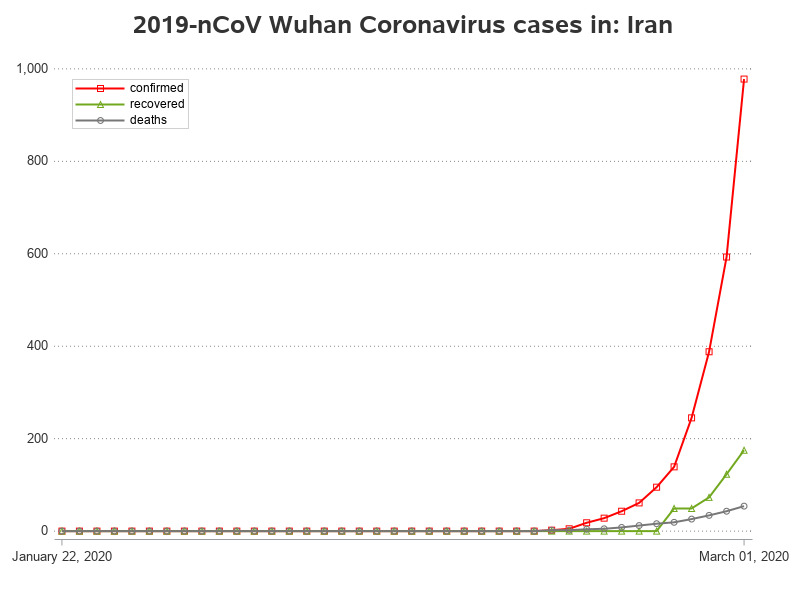 2019-nCoV Wuhan Coronavirus cases in: Iran
1,000
confirmed
recovered
deaths
800
600
400
200
0
January 22, 2020
March 01, 2020